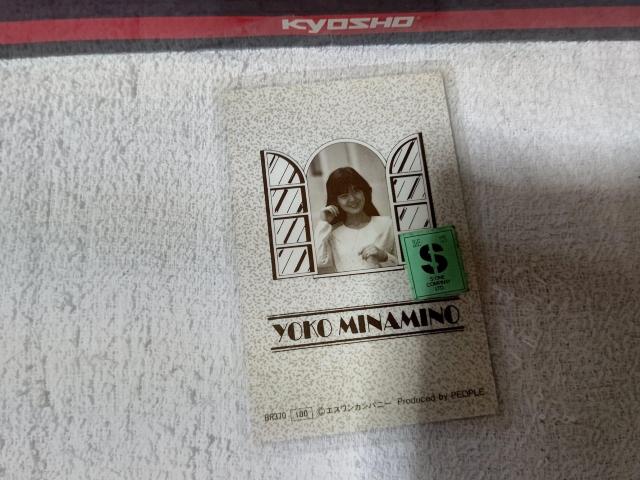 KYOSHO
S
S·ONE
COMPANY
LTD.
YOKO MINAMINO
BR370 100 ©エスワンカンパニー Produced by PEOPLE